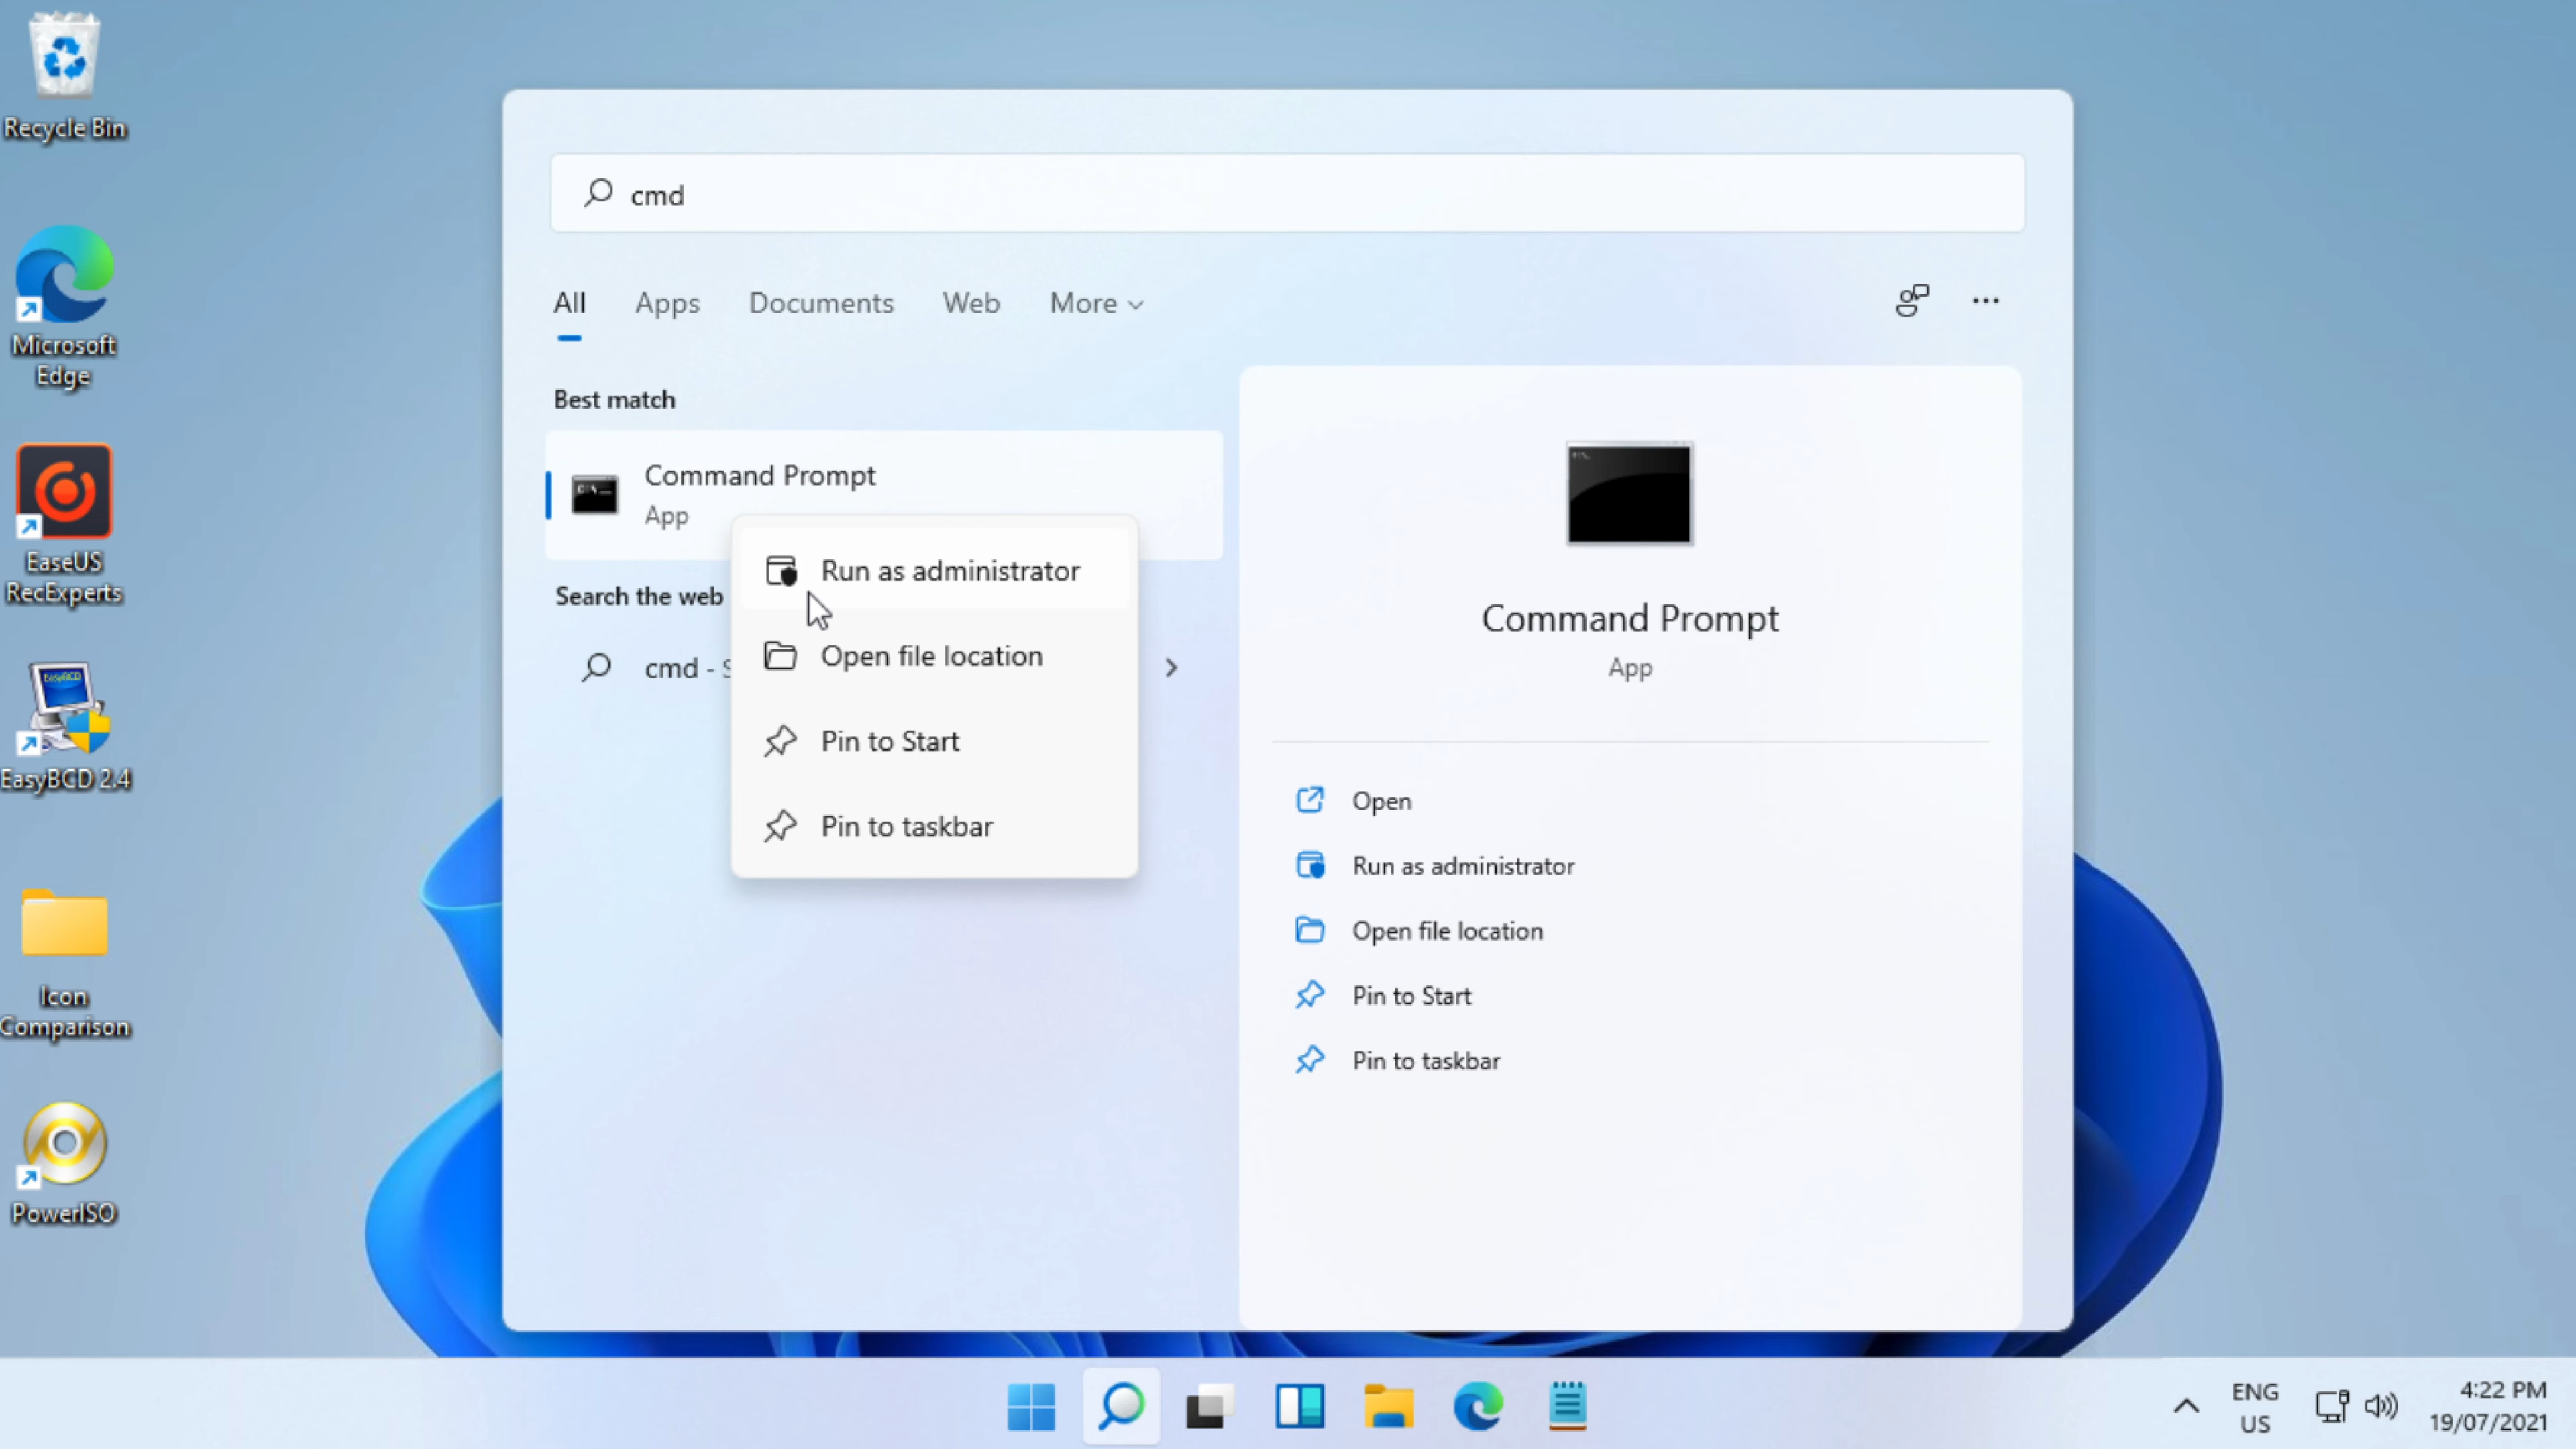 Recycle Bin
Microsoft
Edge
EaseUS
RecExperts
EasyBCD 2.4
Icon
Comparison
PowerISO
cmd
All
Apps
Documents
Web
More
Best match
Command Prompt
App
Search the web
cmd -
Run as administrator
Open file location
Pin to Start
Pin to taskbar
Command Prompt
App
Open
Run as administrator
Open file location
Pin to Start
Pin to taskbar
ENG
US
4:22 PM
19/07/2021